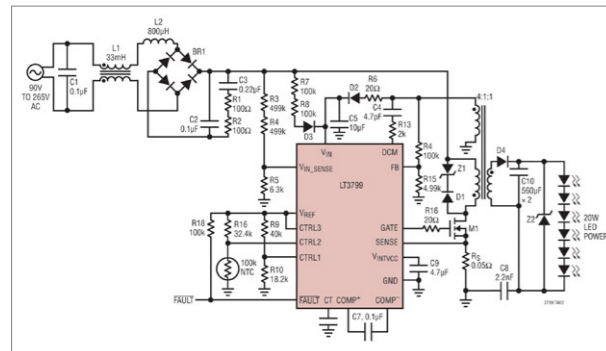 L2
800µH
L1
33mH
BR1
90V
TO 265V
AC
C1
0.1µF
C3
0.22µF
R1
100Ω
R2
100Ω
C2
0.1µF
R3
499k
R4
499k
R5
6.3k
R7
100k
R8
100k
D3
D2
R6
20Ω
C5
10µF
C4
4.7pF
R13
2k
R4
100k
R15
4.99k
4:1:1
Z1
D1
D4
C10
560µF
× 2
Z2
20W
LED
POWER
VIN
DCM
VIN_SENSE
FB
LT3799
VREF
CTRL3
CTRL2
CTRL1
GATE
SENSE
VINTVCC
GND
FAULT
CT
COMP+
COMP–
R18
100k
R16
32.4k
R9
40k
100k
NTC
R10
18.2k
FAULT
R16
20Ω
M1
RS
0.05Ω
C9
4.7µF
C8
2.2nF
C7, 0.1µF